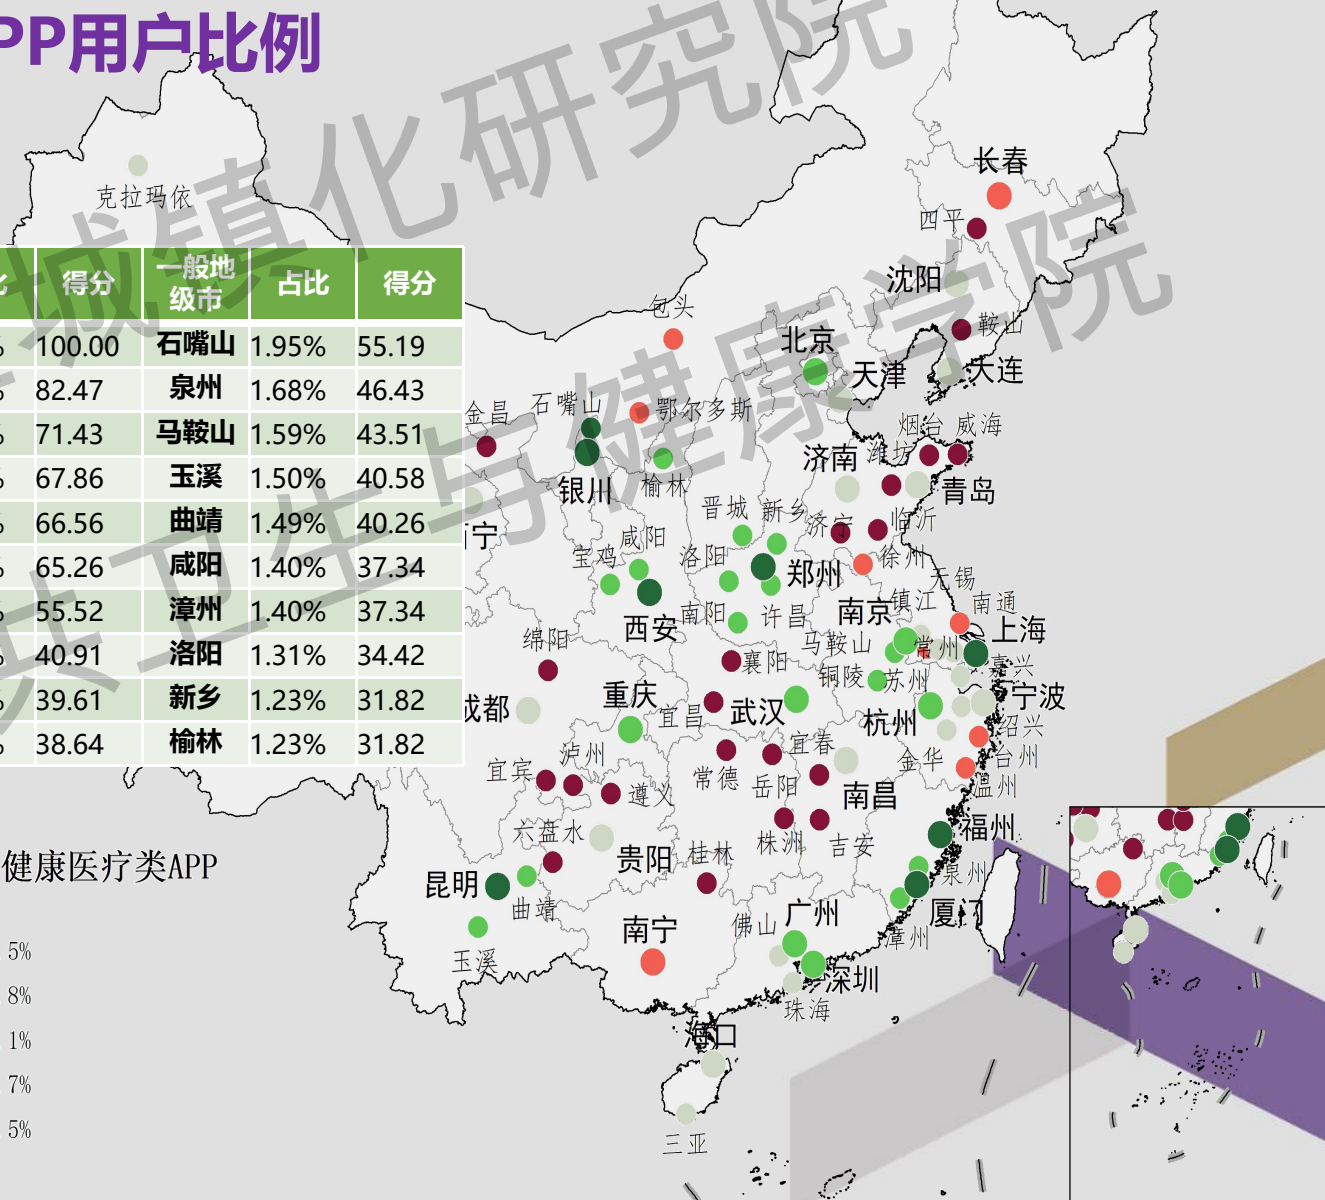 PP用户比例
城镇化研究院
共卫生与健康学院
克拉玛依
长春
四平
沈阳
鞍山
大连
包头
北京
天津
得分 一般地级市 占比 得分
100.00 石嘴山 1.95% 55.19
82.47 泉州 1.68% 46.43
71.43 马鞍山 1.59% 43.51
67.86 玉溪 1.50% 40.58
66.56 曲靖 1.49% 40.26
65.26 咸阳 1.40% 37.34
55.52 漳州 1.40% 37.34
40.91 洛阳 1.31% 34.42
39.61 新乡 1.23% 31.82
38.64 榆林 1.23% 31.82
金昌
石嘴山
鄂尔多斯
烟台
威海
济南
潍坊
青岛
银川
榆林
宁
晋城
新乡
济宁
临沂
咸阳
宝鸡
洛阳
郑州
徐州
无锡
南京
镇江
南通
上海
西安
南阳
许昌
马鞍山
常州
绵阳
襄阳
铜陵
苏州
嘉兴
成都
重庆
宜昌
武汉
杭州
宁波
绍兴
泸州
宜宾
宜春
金华
台州
遵义
常德
岳阳
南昌
温州
六盘水
贵阳
桂林
株洲
吉安
福州
健康医疗类APP
昆明
曲靖
泉州
南宁
佛山
广州
厦门
漳州
玉溪
深圳
珠海
海口
三亚
5%
8%
1%
7%
5%